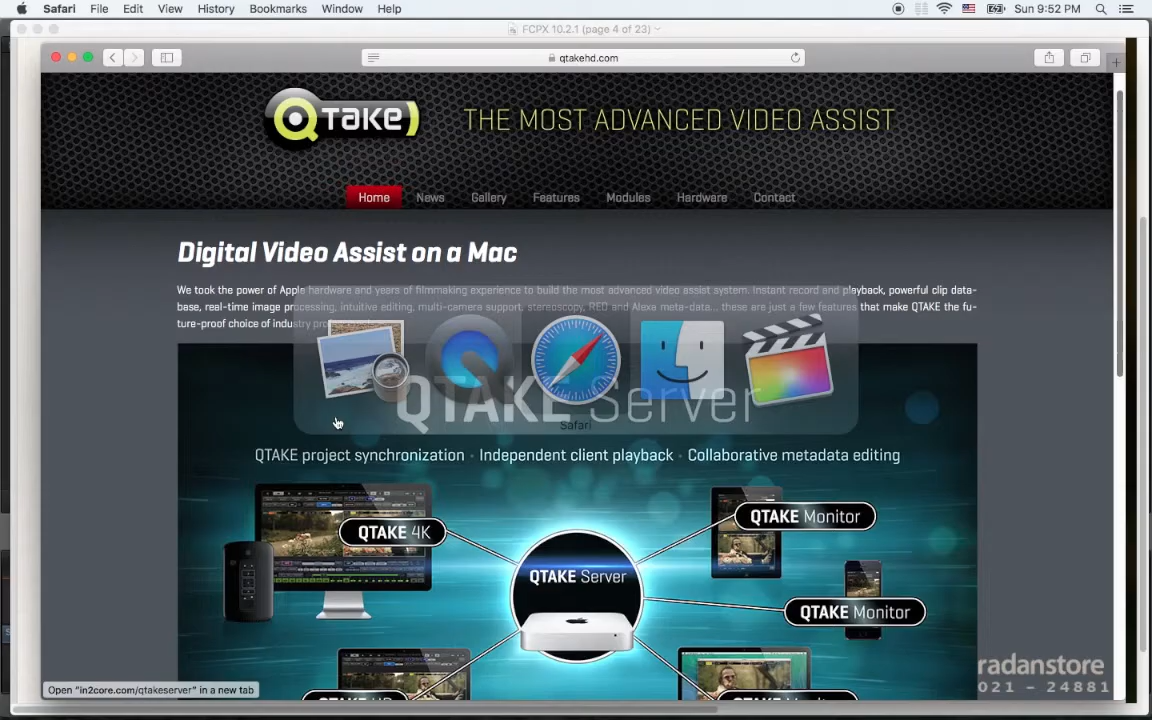 Safari File Edit View History Bookmarks Window Help Sun 9:52 PM
FCPX 10.2.1 (page 4 of 23)
qtakehd.com
QTAKE THE MOST ADVANCED VIDEO ASSIST
Home News Gallery Features Modules Hardware Contact
Digital Video Assist on a Mac
We took the power of Apple hardware and years of filmmaking experience to build the most advanced video assist system. Instant record and playback, powerful clip data-
base, real-time image processing, intuitive editing, multi-camera support, stereoscopy, RED and Alexa meta-data... these are just a few features that make QTAKE the fu-
ture-proof choice of industry
QTAKE Server
Safari
QTAKE project synchronization • Independent client playback • Collaborative metadata editing
QTAKE 4K
QTAKE Monitor
QTAKE Server
QTAKE Monitor
radanstore
021 - 24881
Open "in2core.com/qtakeserver" in a new tab